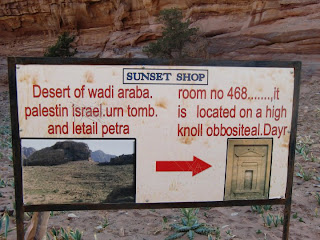 SUNSET SHOP
Desert of wadi araba.
palestin israel.urn tomb.
and letail petra
room no 468,,.....,it
is located on a high
knoll obbositeal.Dayr